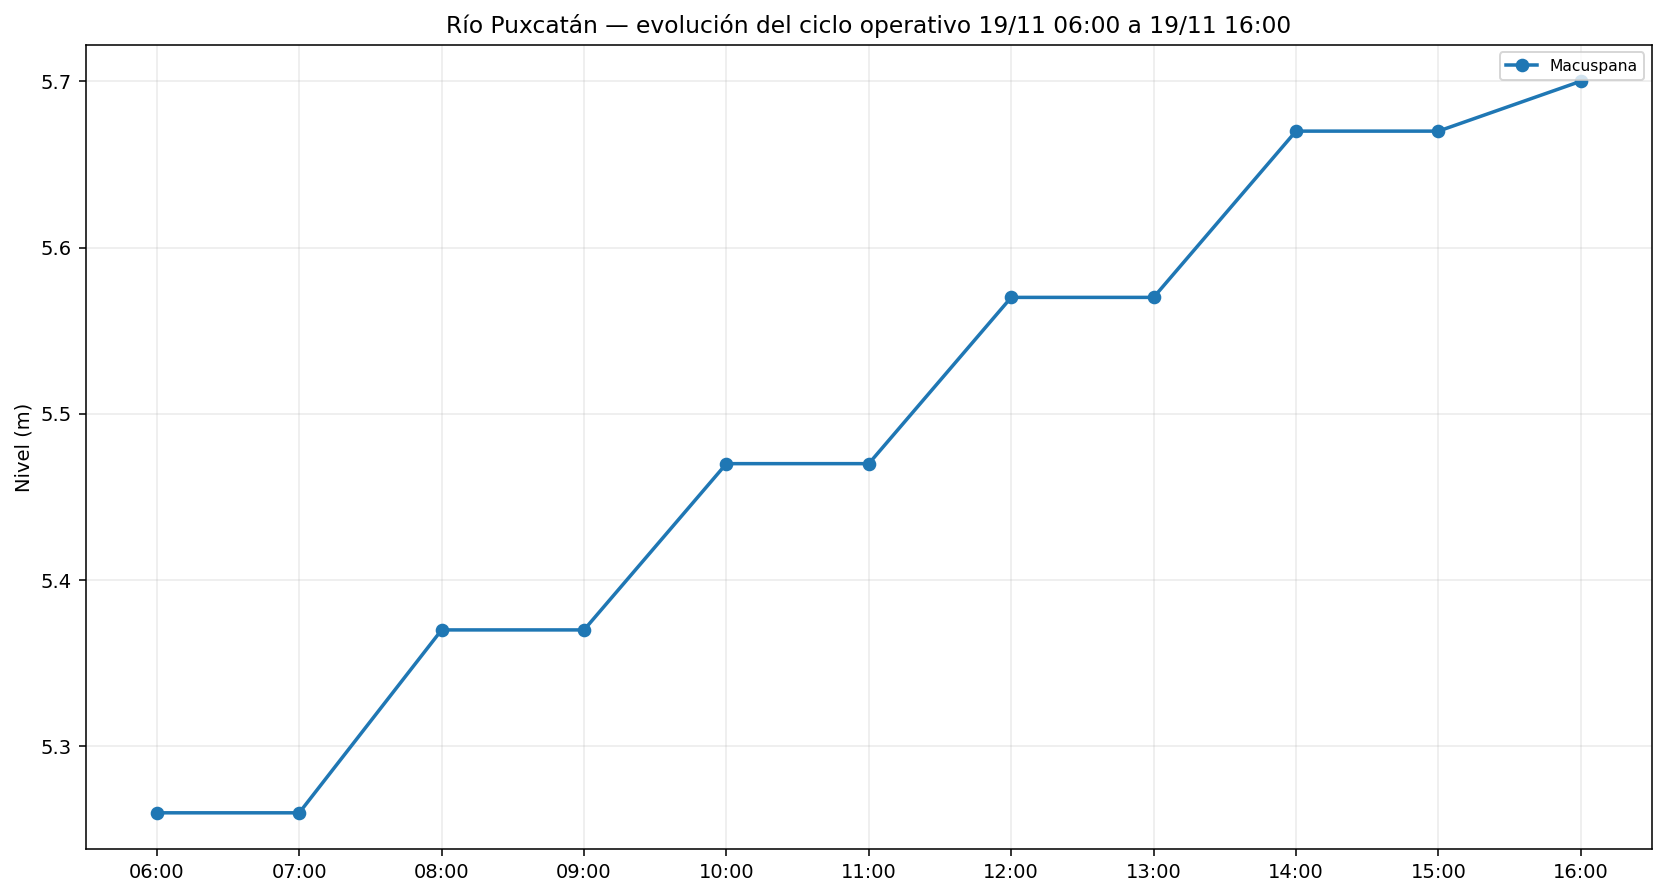 Río Puxcatán — evolución del ciclo operativo 19/11 06:00 a 19/11 16:00
Macuspana
Nivel (m)
5.7
5.6
5.5
5.4
5.3
06:00 07:00 08:00 09:00 10:00 11:00 12:00 13:00 14:00 15:00 16:00